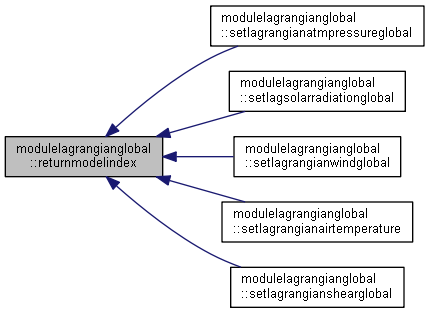 modulelagrangianglobal
::setlagrangianatmpressureglobal
modulelagrangianglobal
::setlagsolarradiationglobal
modulelagrangianglobal
::returnmodelindex
modulelagrangianglobal
::setlagrangianwindglobal
modulelagrangianglobal
::setlagrangianairtemperature
modulelagrangianglobal
::setlagrangianshearglobal